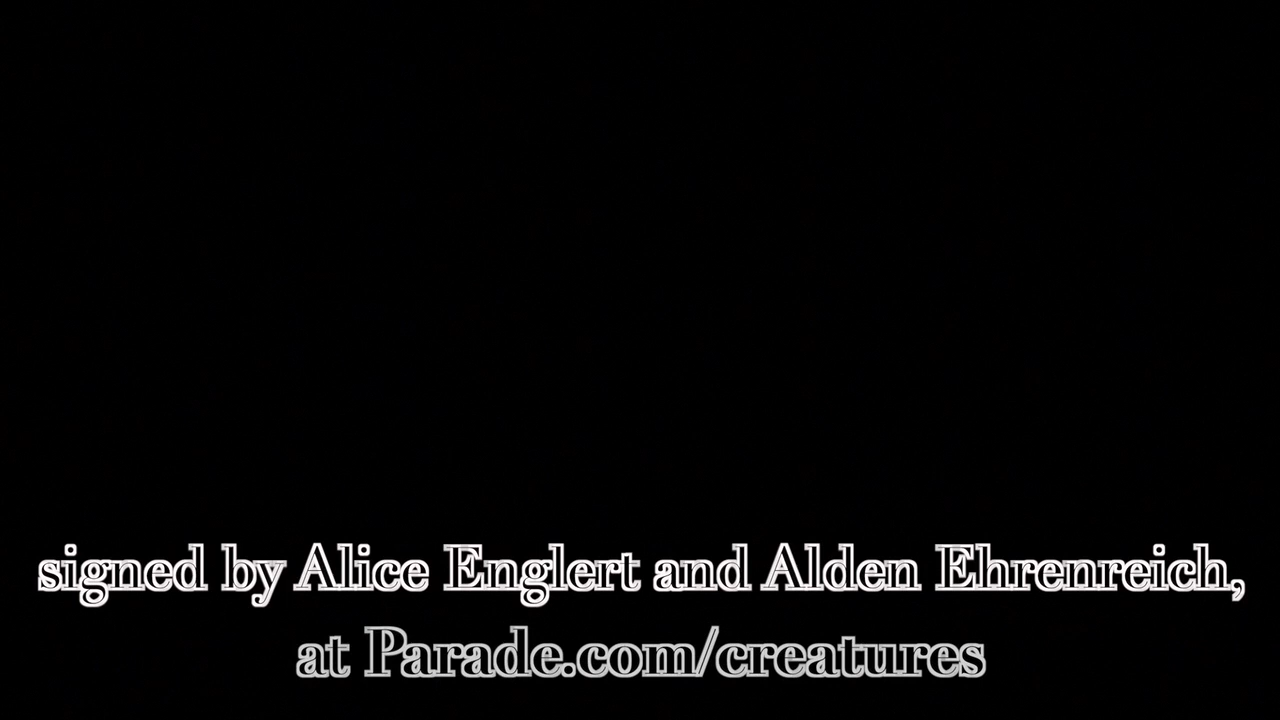 signed by Alice Englert and Alden Ehrenreich,
at Parade.com/creatures